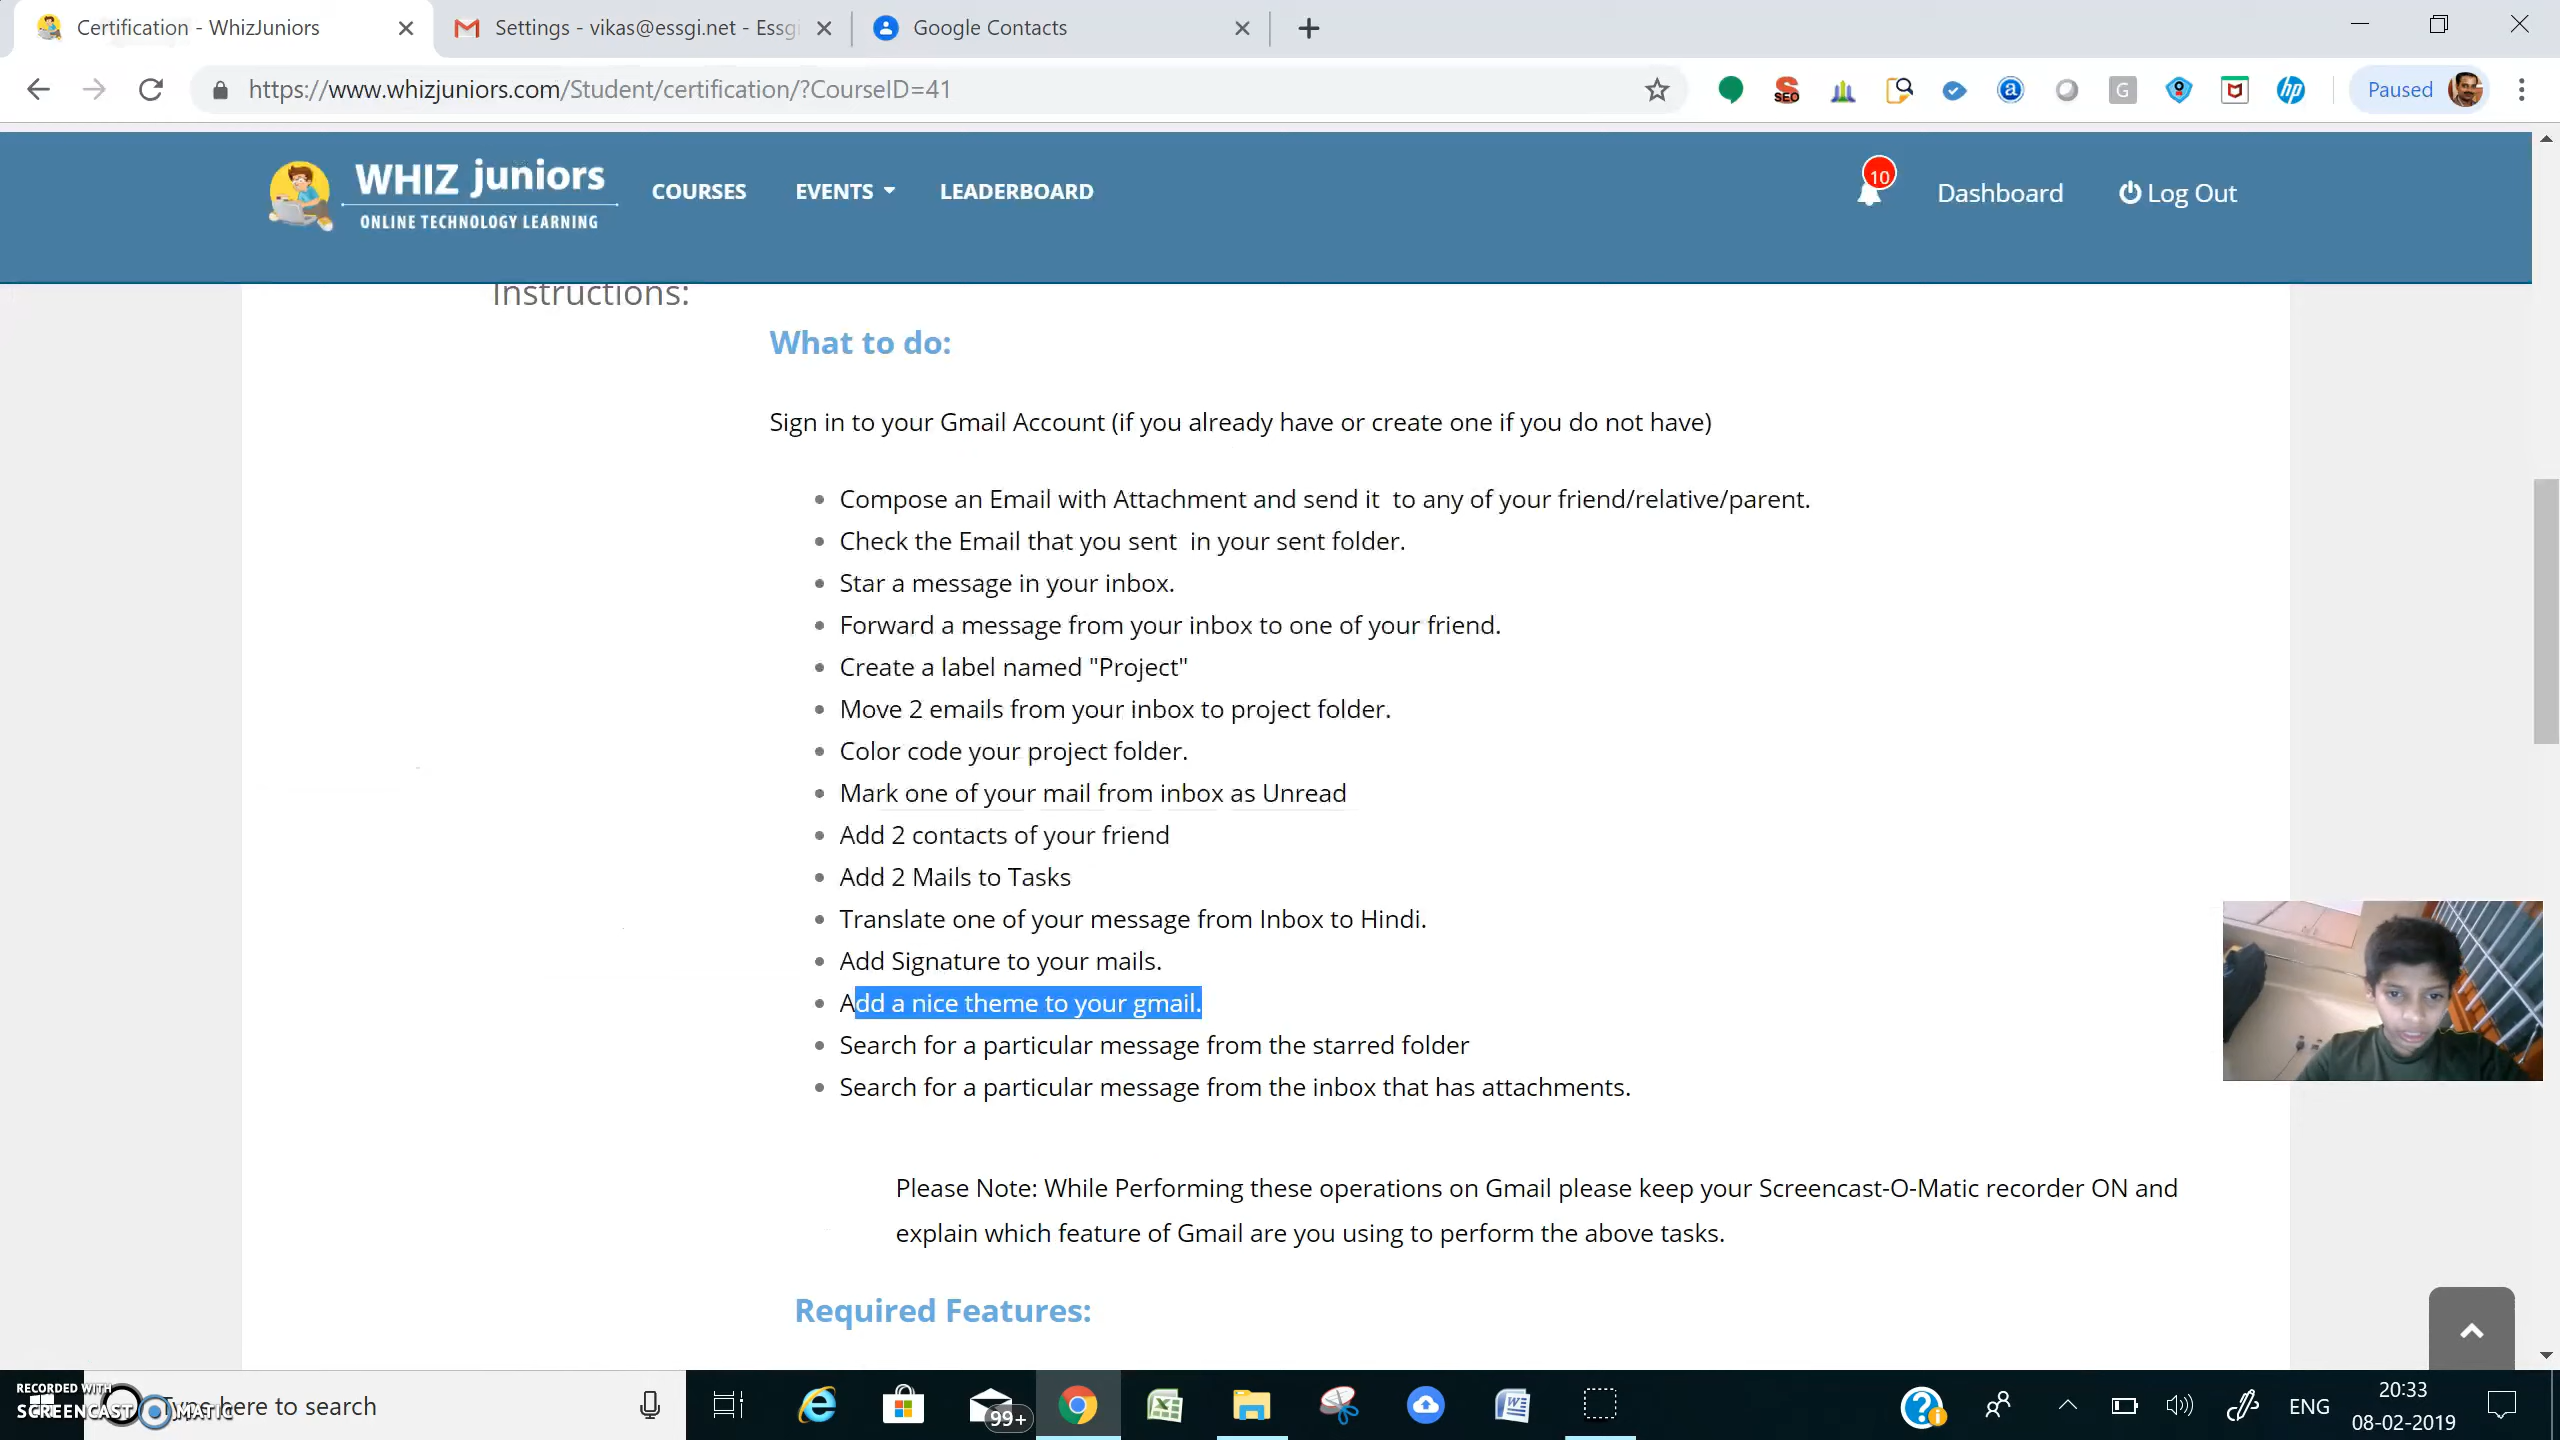 Certification - WhizJuniors
Settings - vikas@essgi.net - Essgi
Google Contacts
https://www.whizjuniors.com/Student/certification/?CourseID=41
SEO
a
G
hp
Paused
WHIZ juniors
ONLINE TECHNOLOGY LEARNING
COURSES
EVENTS
LEADERBOARD
10
Dashboard
Log Out
Instructions:
What to do:
Sign in to your Gmail Account (if you already have or create one if you do not have)
Compose an Email with Attachment and send it to any of your friend/relative/parent.
Check the Email that you sent in your sent folder.
Star a message in your inbox.
Forward a message from your inbox to one of your friend.
Create a label named "Project"
Move 2 emails from your inbox to project folder.
Color code your project folder.
Mark one of your mail from inbox as Unread
Add 2 contacts of your friend
Add 2 Mails to Tasks
Translate one of your message from Inbox to Hindi.
Add Signature to your mails.
Add a nice theme to your gmail.
Search for a particular message from the starred folder
Search for a particular message from the inbox that has attachments.
Please Note: While Performing these operations on Gmail please keep your Screencast-O-Matic recorder ON and
explain which feature of Gmail are you using to perform the above tasks.
Required Features:
RECORDED WITH
SCREENCAST MATIC
Type here to search
99+
ENG
20:33
08-02-2019